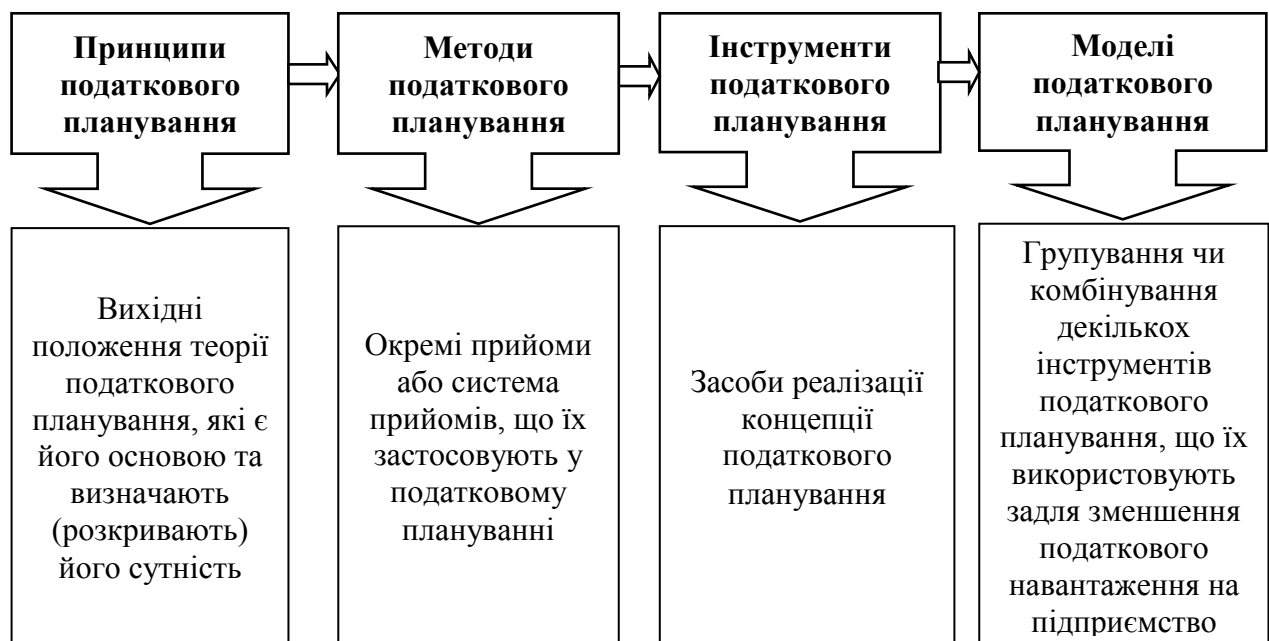 Принципи
податкового
планування
Методи
податкового
планування
Інструменти
податкового
планування
Моделі
податкового
планування
Вихідні
положення теорії
податкового
планування, які є
його основою та
визначають
(розкривають)
його сутність
Окремі прийоми
або система
прийомів, що їх
застосовують у
податковому
плануванні
Засоби реалізації
концепції
податкового
планування
Групування чи
комбінування
декількох
інструментів
податкового
планування, що їх
використовують
задля зменшення
податкового
навантаження на
підприємство